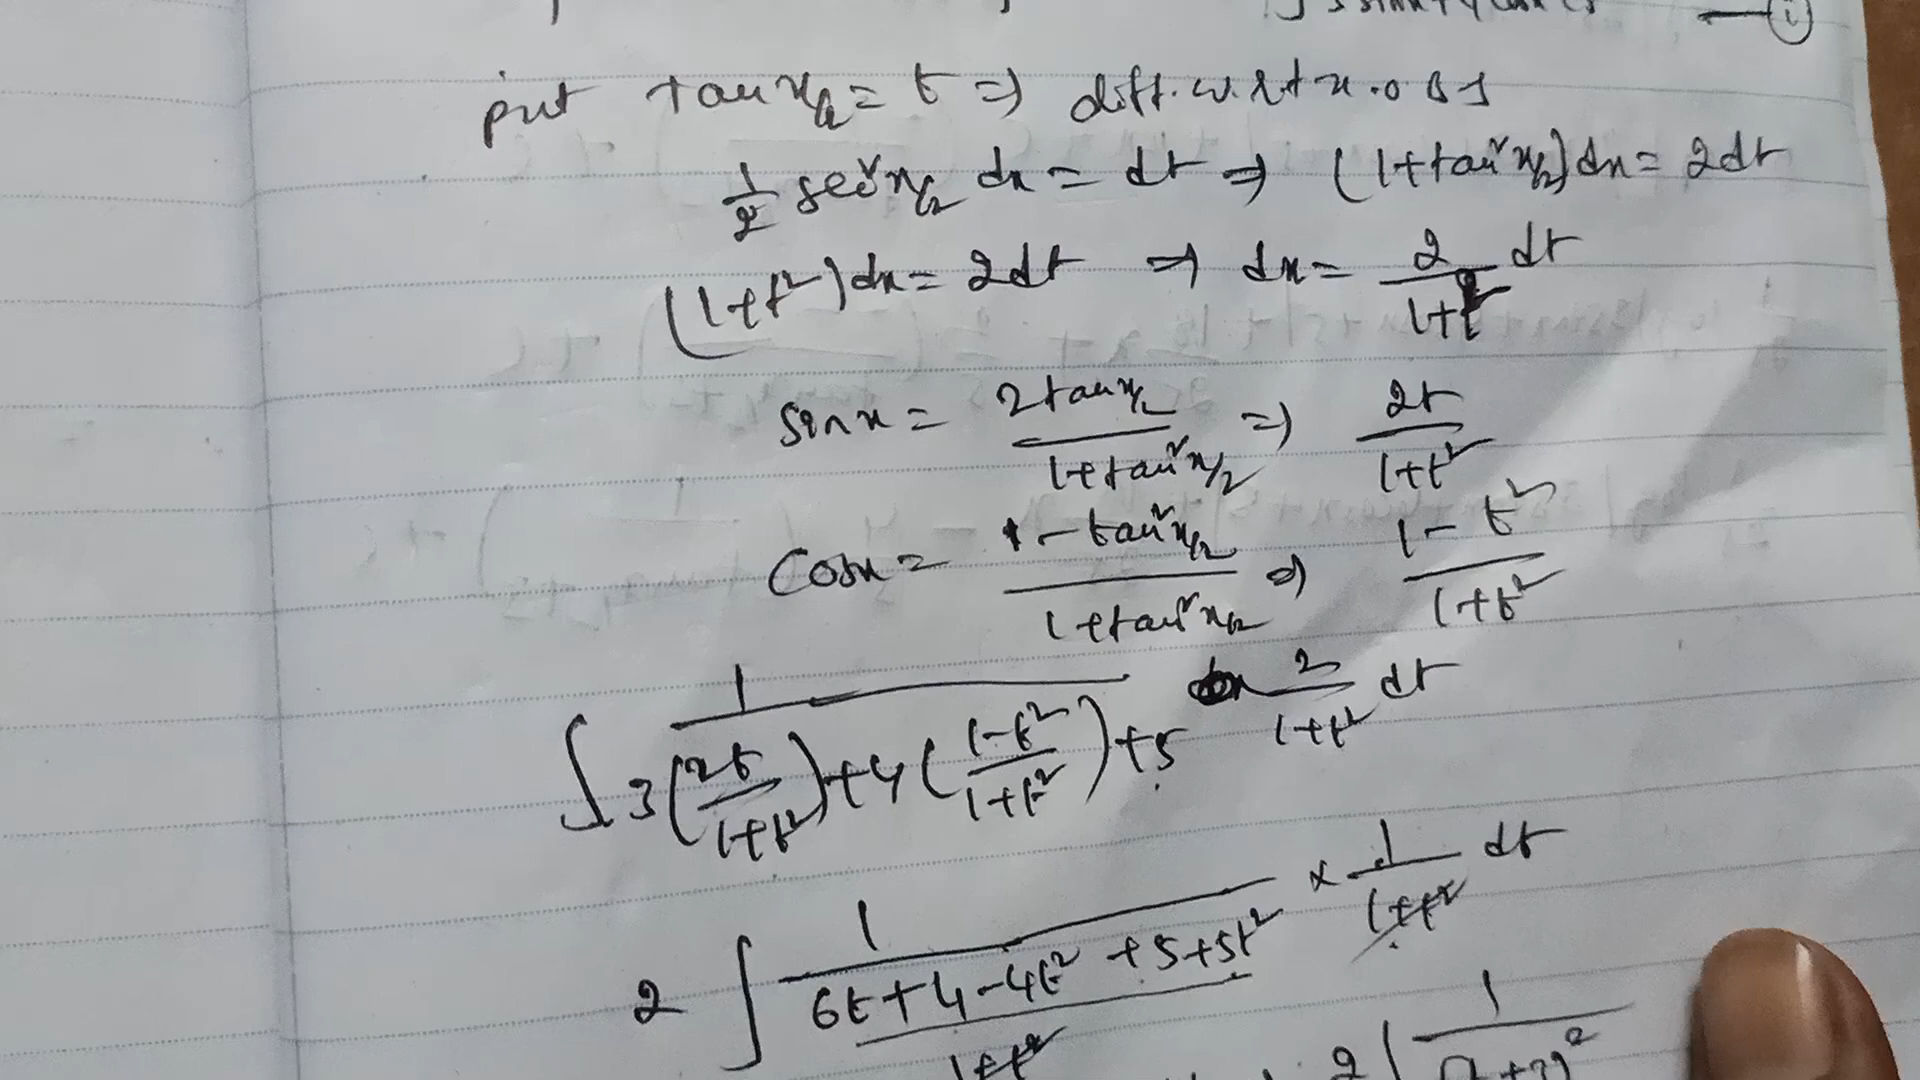 put tan x/2 = t ⇒ diff. w.r.t x. o B S
1/2 sec² x/2 dx = dt ⇒ (1+tan² x/2) dx = 2dt
(1+t²) dx = 2dt ⇒ dx = 2/(1+t²) dt
sin x = 2tan x/2 / (1+tan² x/2) ⇒ 2t/(1+t²)
cos x = (1-tan² x/2)/(1+tan² x/2) ⇒ (1-t²)/(1+t²)
∫ 1/(3(2t/(1+t²))+4((1-t²)/(1+t²))+5) 2/(1+t²) dt
2 ∫ 1/((6t+4-4t²+5+5t²)/(1+t²)) × 1/(1+t²) dt